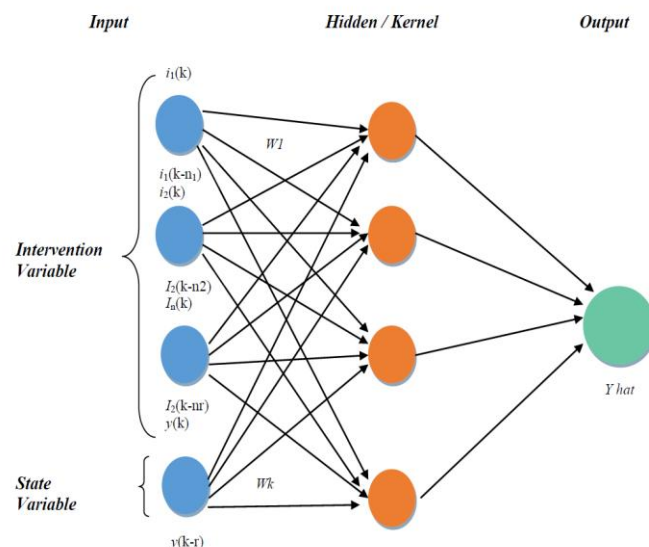 Input
Hidden / Kernel
Output
i₁(k)
W1
i₁(k-n₁)
i₂(k)
Intervention
Variable
I₂(k-n2)
Iₙ(k)
Y hat
I₂(k-nr)
y(k)
State
Variable
Wk
y(k-r)